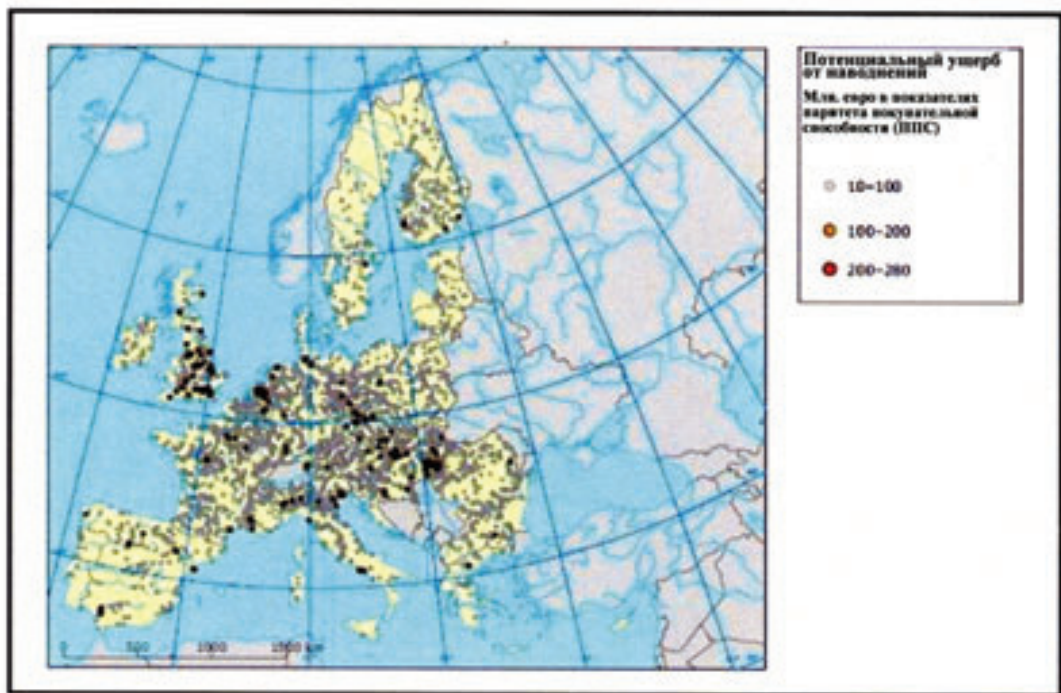 Потенциальный ущерб
от наводнений
Млн. евро в показателях
паритета покупательной
способности (ППС)
10-100
100-200
200-280
0 500 1000 1500 km